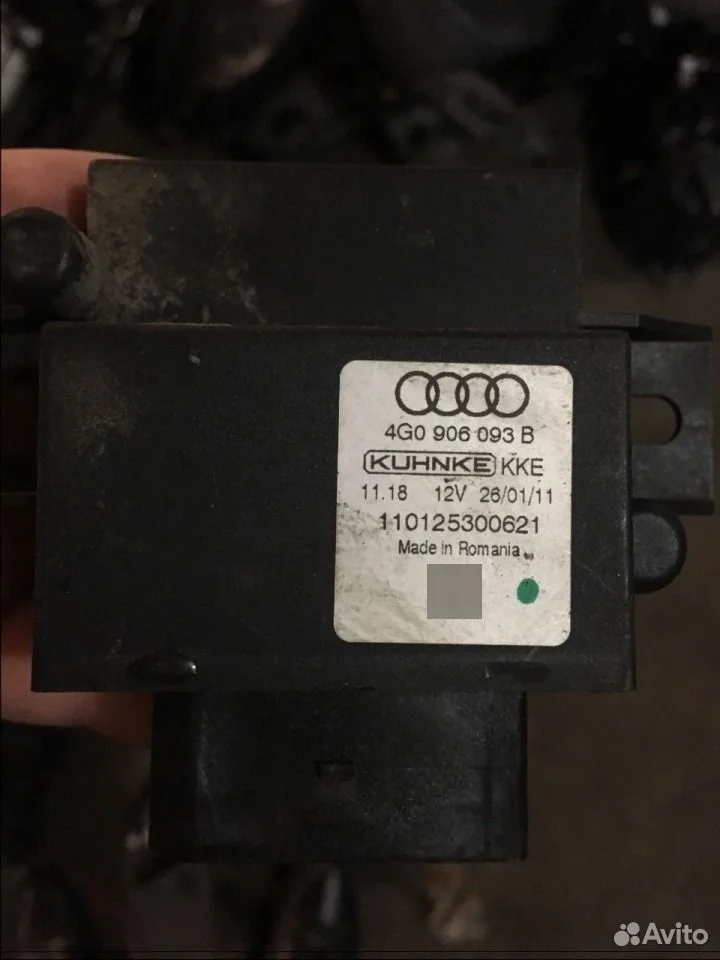 4G0 906 093 B
KUHNKE KKE
11.18 12V 26/01/11
110125300621
Made in Romania
Avito